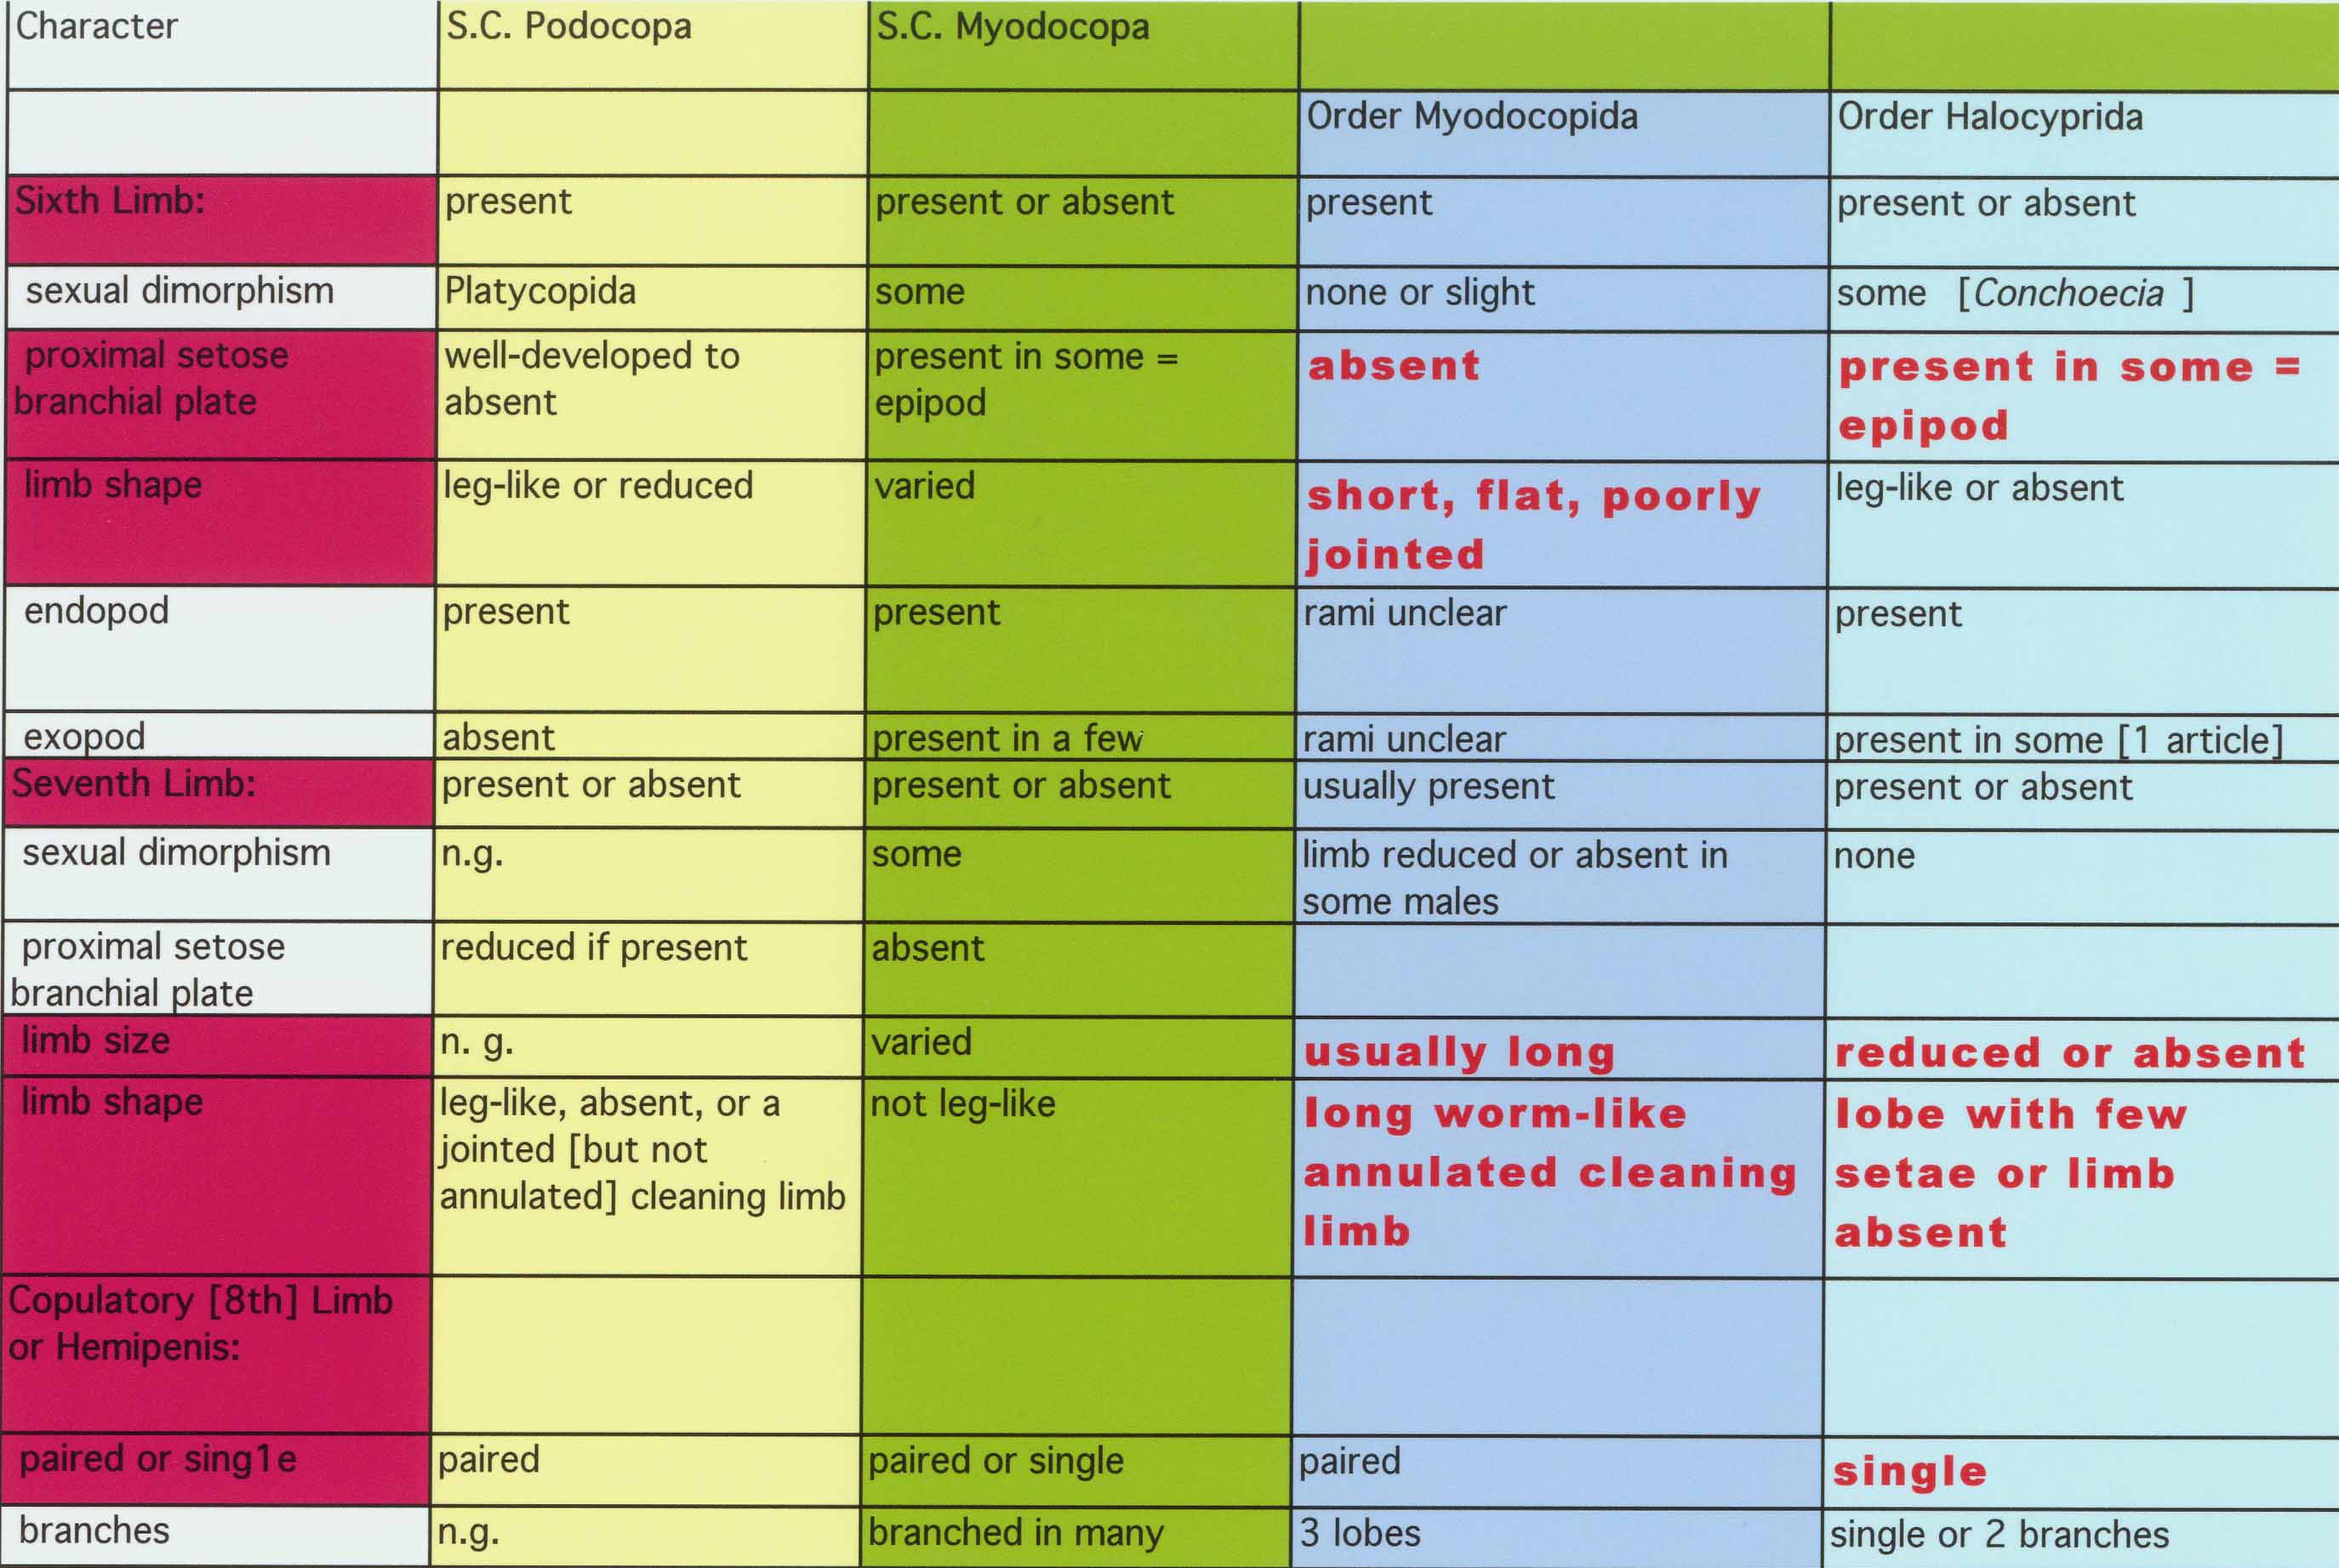 Character
S.C. Podocopa
S.C. Myodocopa
Order Myodocopida
Order Halocyprida
Sixth Limb:
present
present or absent
present
present or absent
sexual dimorphism
Platycopida
some
none or slight
some [Conchoecia ]
proximal setose
branchial plate
well-developed to
absent
present in some =
epipod
absent
present in some =
epipod
limb shape
leg-like or reduced
varied
short, flat, poorly
jointed
leg-like or absent
endopod
present
present
rami unclear
present
exopod
absent
present in a few
rami unclear
present in some [1 article]
Seventh Limb:
present or absent
present or absent
usually present
present or absent
sexual dimorphism
n.g.
some
limb reduced or absent in
some males
none
proximal setose
branchial plate
reduced if present
absent
limb size
n. g.
varied
usually long
reduced or absent
limb shape
leg-like, absent, or a
jointed [but not
annulated] cleaning limb
not leg-like
long worm-like
annulated cleaning
limb
lobe with few
setae or limb
absent
Copulatory [8th] Limb
or Hemipenis:
paired or sing1e
paired
paired or single
paired
single
branches
n.g.
branched in many
3 lobes
single or 2 branches